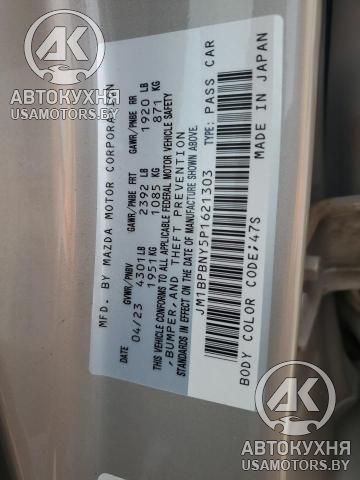 АК
АВТОКУХНЯ
USAMOTORS.BY
MFD. BY MAZDA MOTOR CORPORATION
DATE GVWR/PNBV GAWR/PNBE FRT GAWR/PNBE RR
04/23 4301LB 2392 LB 1920 LB
1951KG 1085 KG 871 KG
THIS VEHICLE CONFORMS TO ALL APPLICABLE FEDERAL MOTOR VEHICLE SAFETY
, BUMPER, AND THEFT PREVENTION
STANDARDS IN EFFECT ON THE DATE OF MANUFACTURE SHOWN ABOVE.
JM1BPBNY5P1621303 TYPE: PASS CAR
BODY COLOR CODE:47S MADE IN JAPAN
АК
АВТОКУХНЯ
USAMOTORS.BY